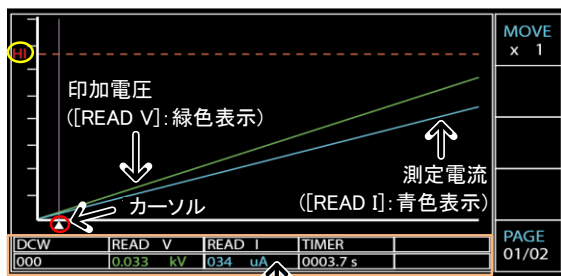 MOVE
x 1
HI
印加電圧
([READ V]:緑色表示)
測定電流
([READ I]:青色表示)
カーソル
PAGE
01/02
DCW READ V READ I TIMER
000 0.033 kV 034 uA 0003.7 s